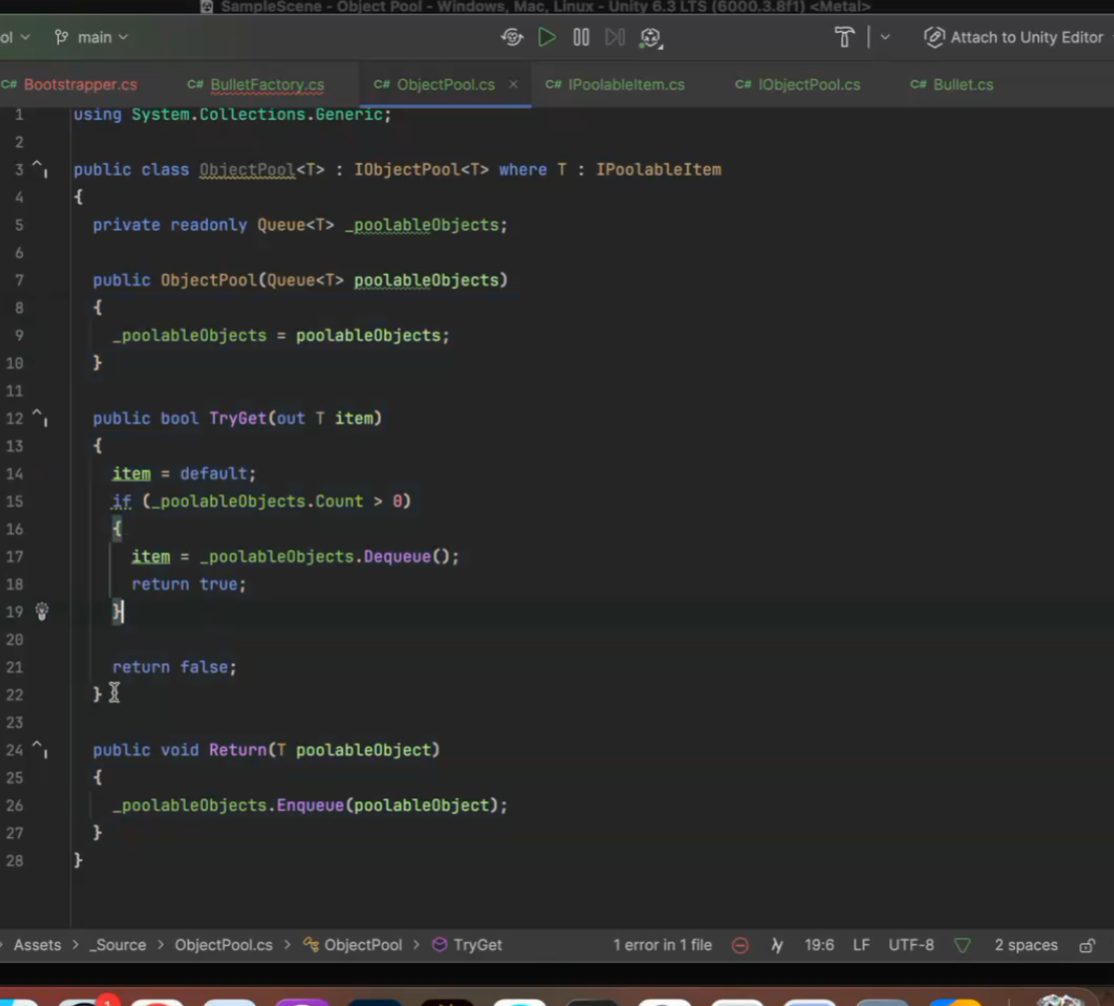 SampleScene - Object Pool - Windows, Mac, Linux - Unity 6.3 LTS (6000.3.8f1) <Metal>
ol main Attach to Unity Editor
C# Bootstrapper.cs C# BulletFactory.cs C# ObjectPool.cs × C# IPoolableItem.cs C# IObjectPool.cs C# Bullet.cs
1 using System.Collections.Generic;
2
3 public class ObjectPool<T> : IObjectPool<T> where T : IPoolableItem
4 {
5 private readonly Queue<T> _poolableObjects;
6
7 public ObjectPool(Queue<T> poolableObjects)
8 {
9 _poolableObjects = poolableObjects;
10 }
11
12 public bool TryGet(out T item)
13 {
14 item = default;
15 if (_poolableObjects.Count > 0)
16 {
17 item = _poolableObjects.Dequeue();
18 return true;
19 }
20
21 return false;
22 }
23
24 public void Return(T poolableObject)
25 {
26 _poolableObjects.Enqueue(poolableObject);
27 }
28 }
Assets > _Source > ObjectPool.cs > ObjectPool > TryGet 1 error in 1 file 19:6 LF UTF-8 2 spaces
1